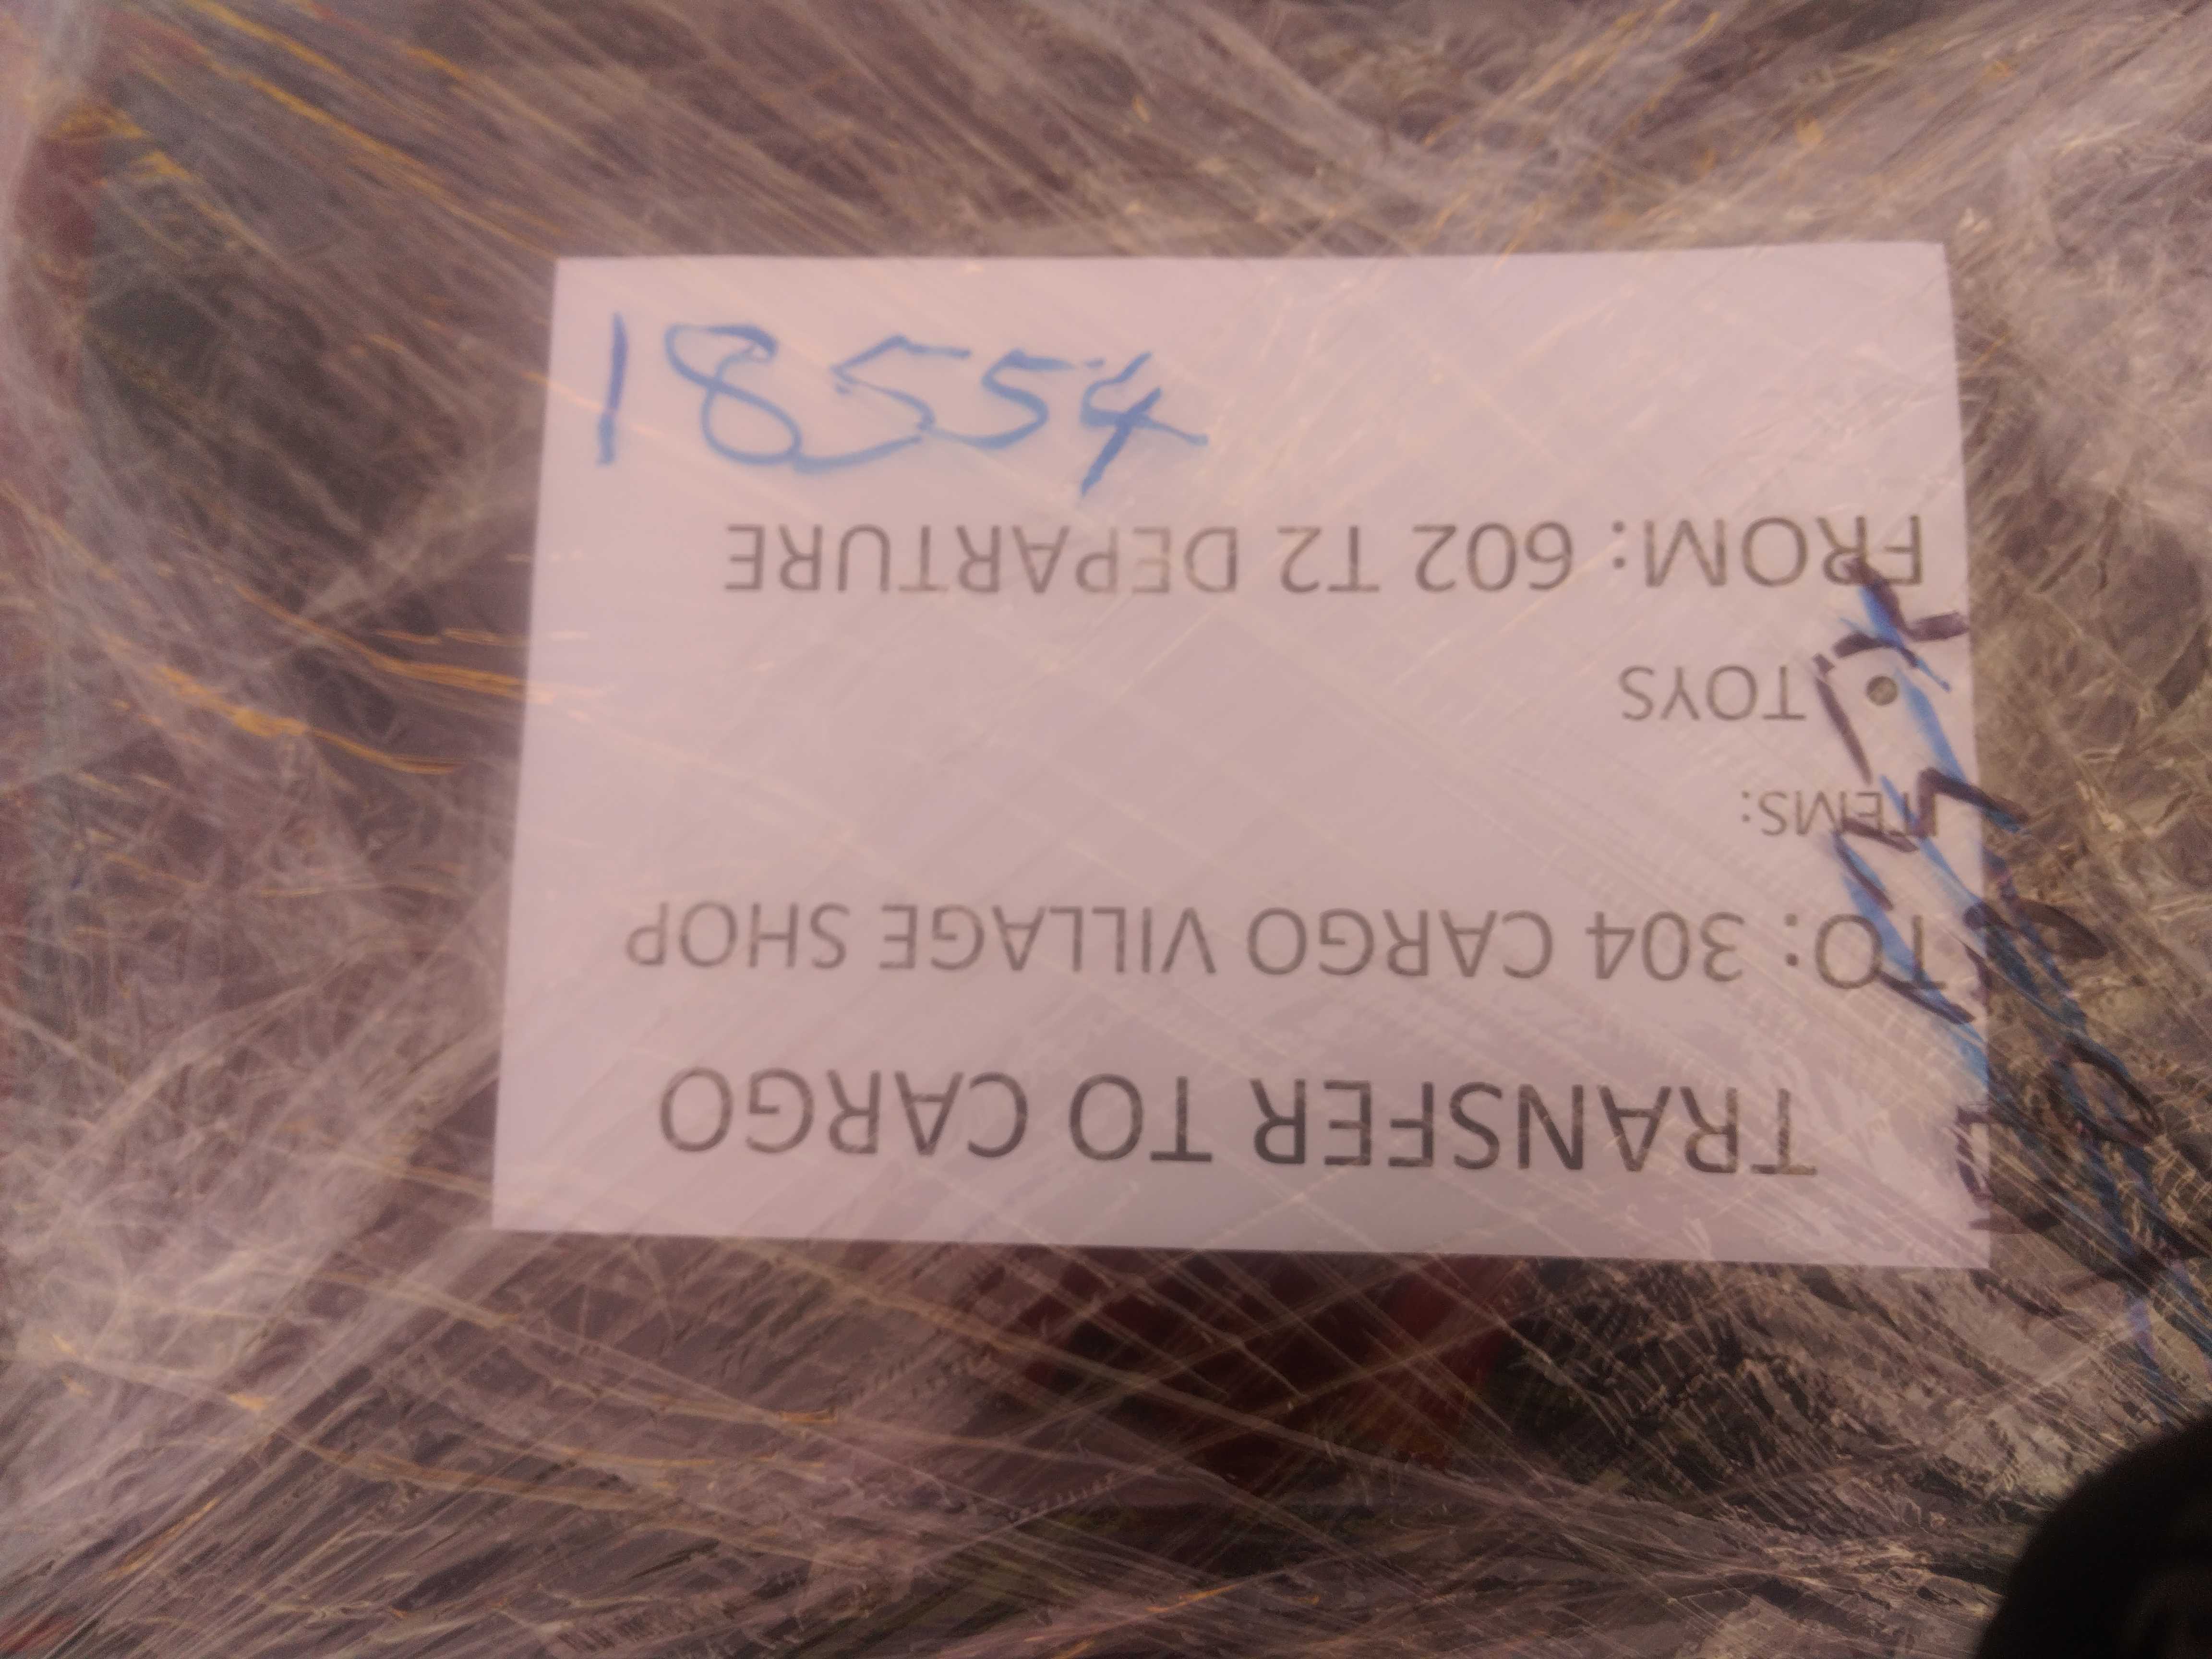 TRANSFER TO CARGO
TO: 304 CARGO VILLAGE SHOP
ITEMS:
• TOYS
FROM: 602 T2 DEPARTURE
18554